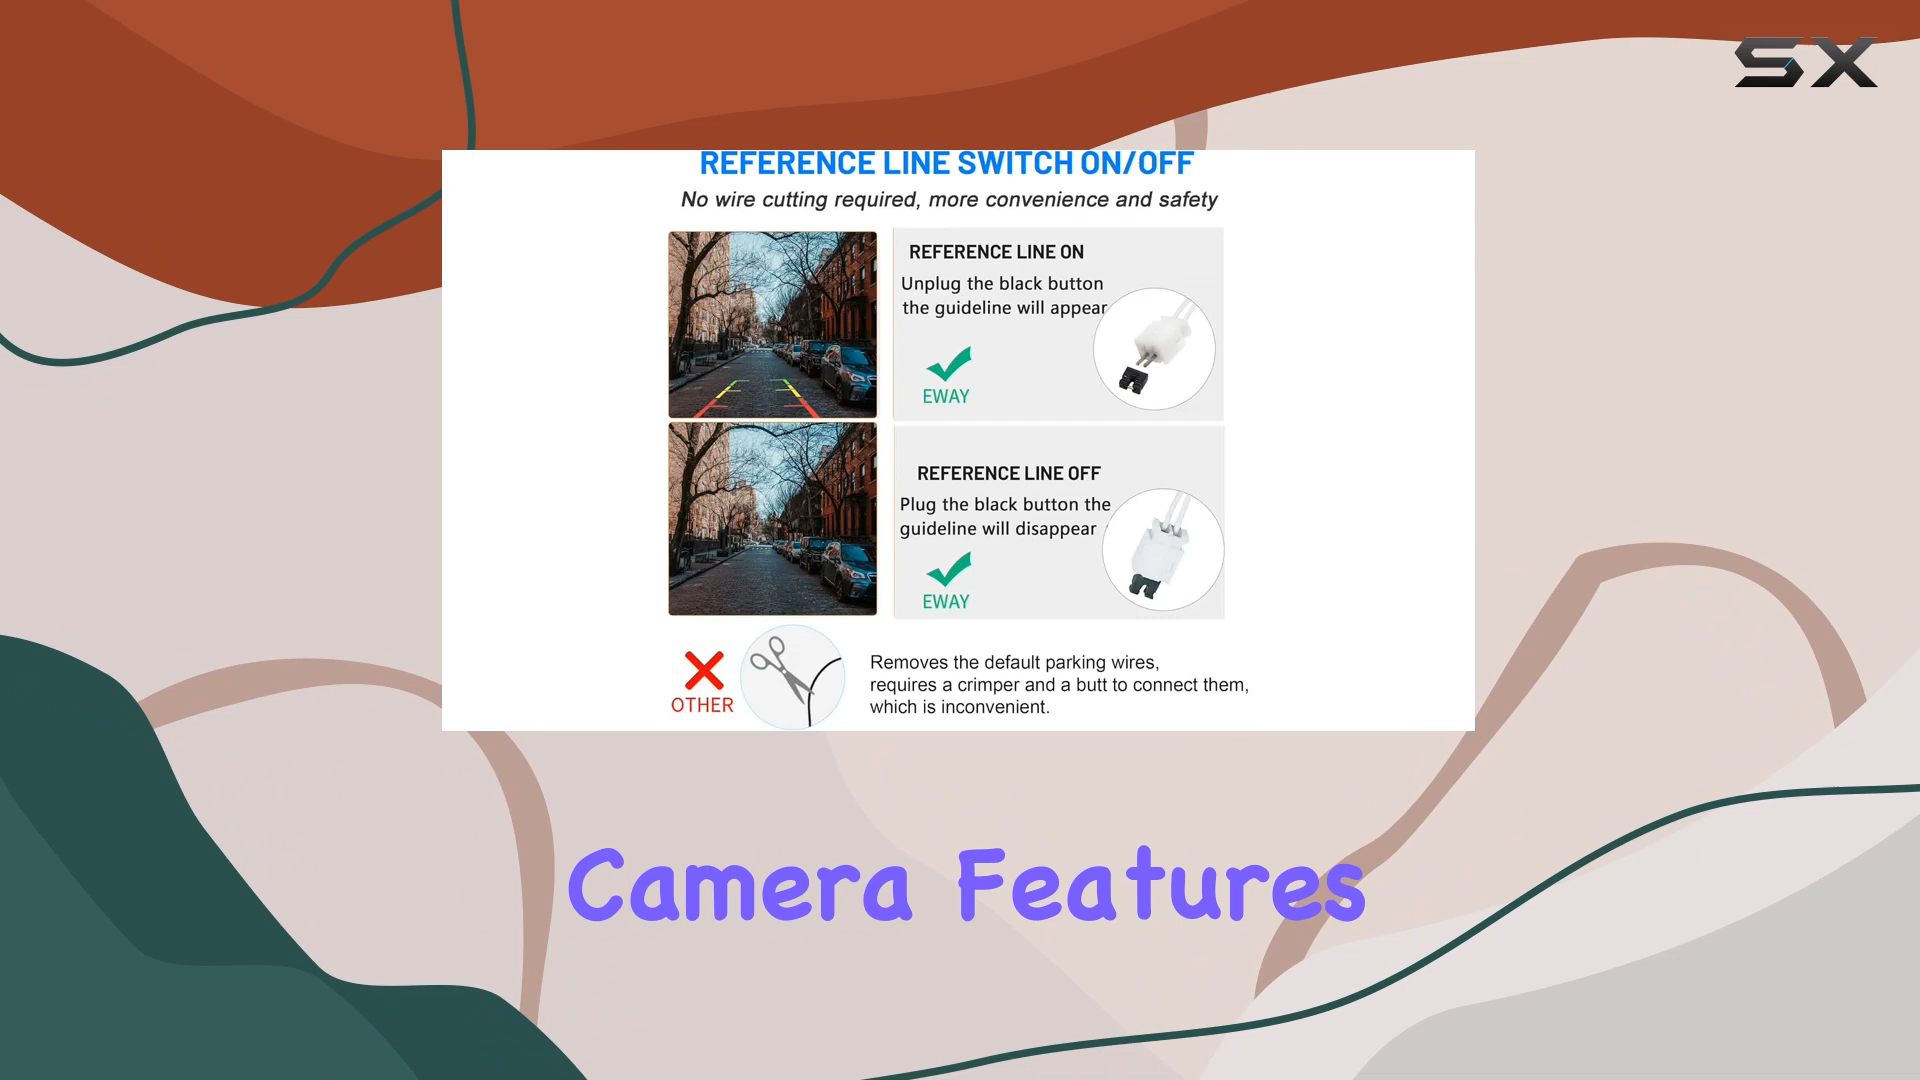 SX
REFERENCE LINE SWITCH ON/OFF
No wire cutting required, more convenience and safety
REFERENCE LINE ON
Unplug the black button
the guideline will appear
EWAY
REFERENCE LINE OFF
Plug the black button the
guideline will disappear
EWAY
OTHER
Removes the default parking wires,
requires a crimper and a butt to connect them,
which is inconvenient.
Camera Features